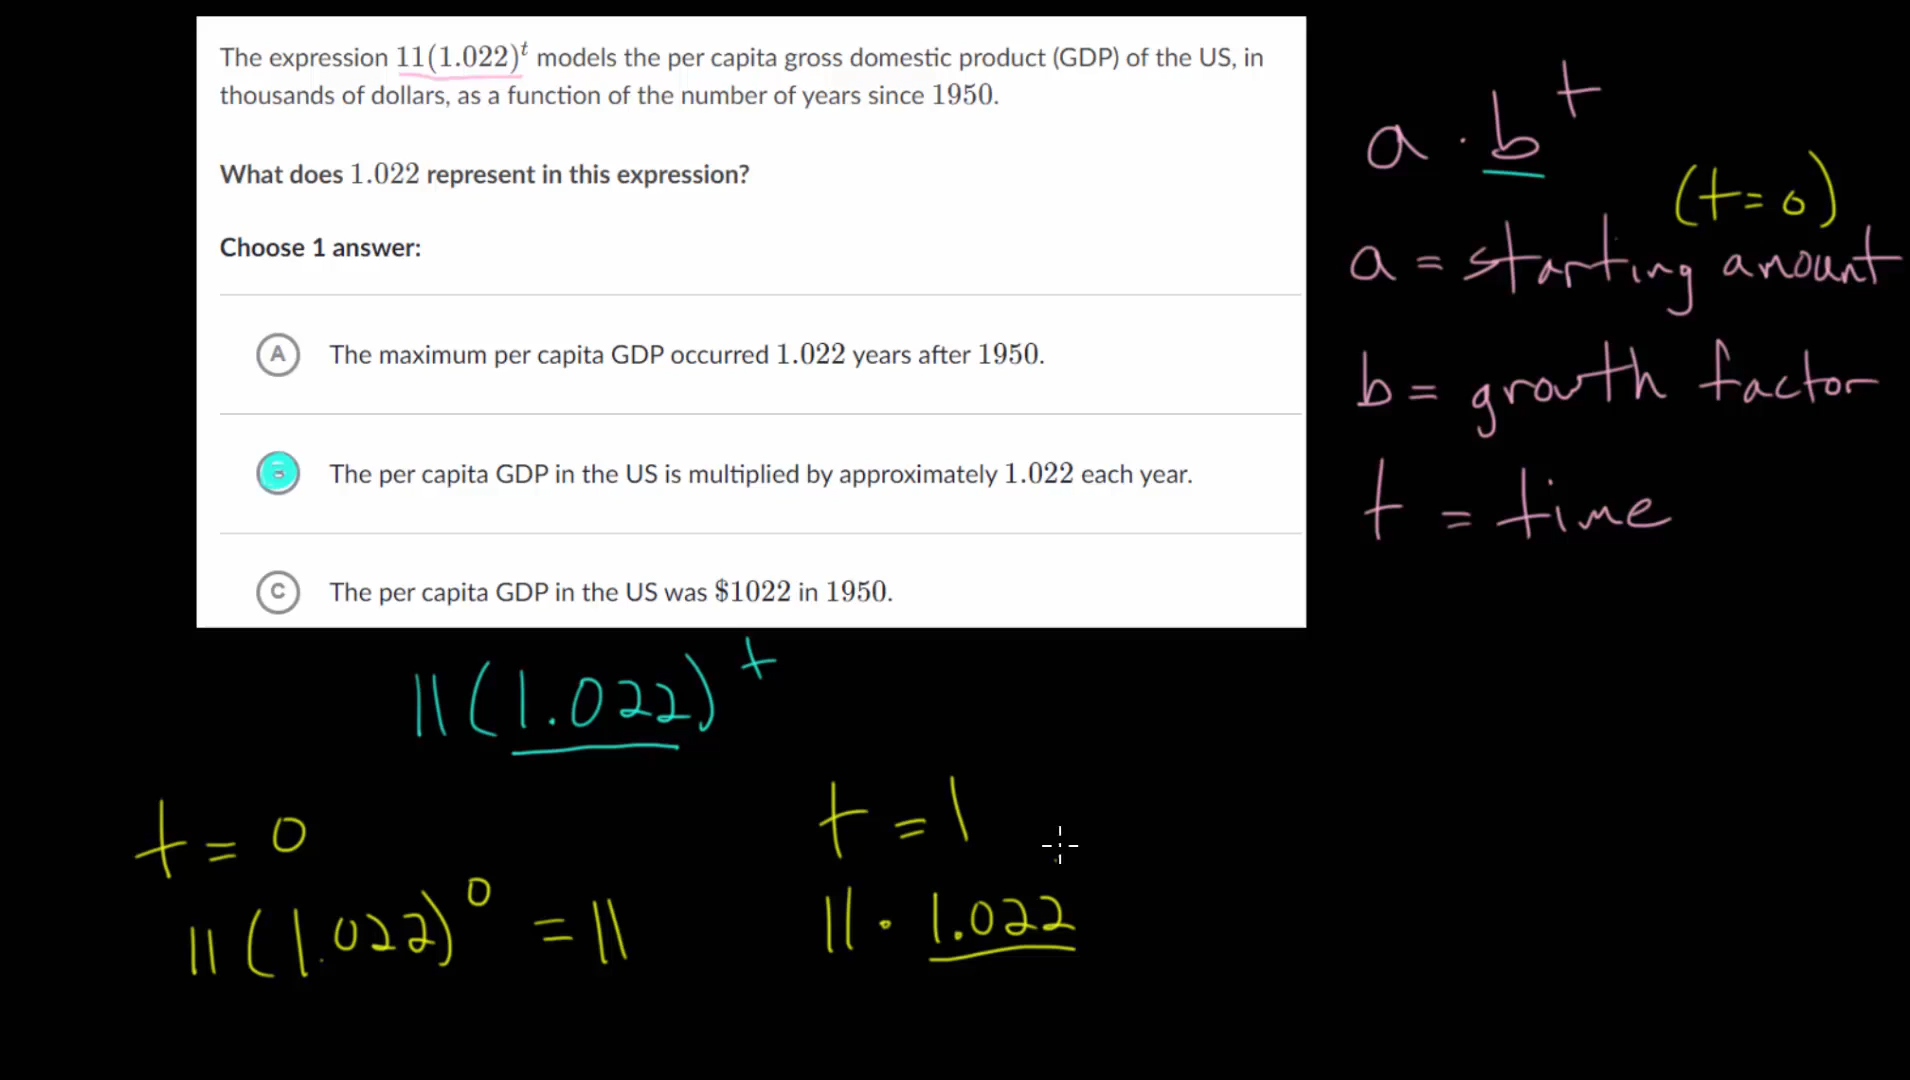 The expression 11(1.022)^t models the per capita gross domestic product (GDP) of the US, in
thousands of dollars, as a function of the number of years since 1950.
What does 1.022 represent in this expression?
Choose 1 answer:
A The maximum per capita GDP occurred 1.022 years after 1950.
B The per capita GDP in the US is multiplied by approximately 1.022 each year.
C The per capita GDP in the US was $1022 in 1950.
a · b^t
(t=0)
a = starting amount
b = growth factor
t = time
11(1.022)^t
t = 0
11(1.022)^0 = 11
t = 1
11 · 1.022